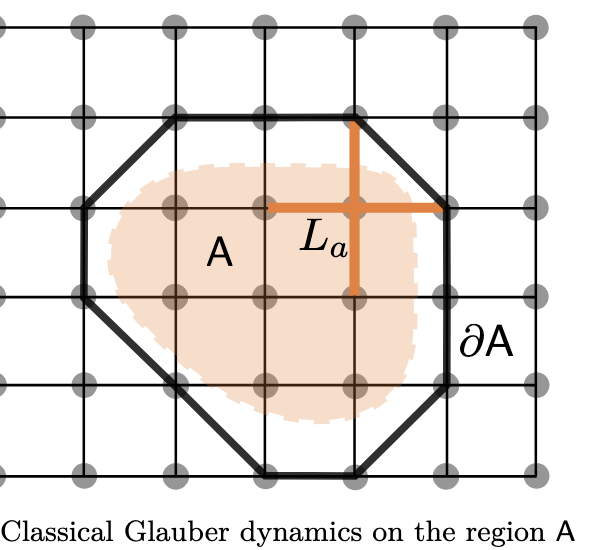 A
L_a
∂A
Classical Glauber dynamics on the region A